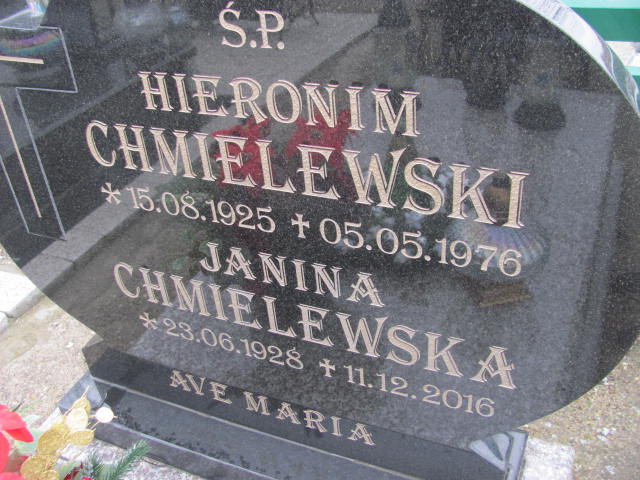 Ś.P.
HIERONIM
CHMIELEWSKI
* 15.08.1925 + 05.05.1976
JANINA
CHMIELEWSKA
* 23.06.1928 + 11.12.2016
AVE MARIA